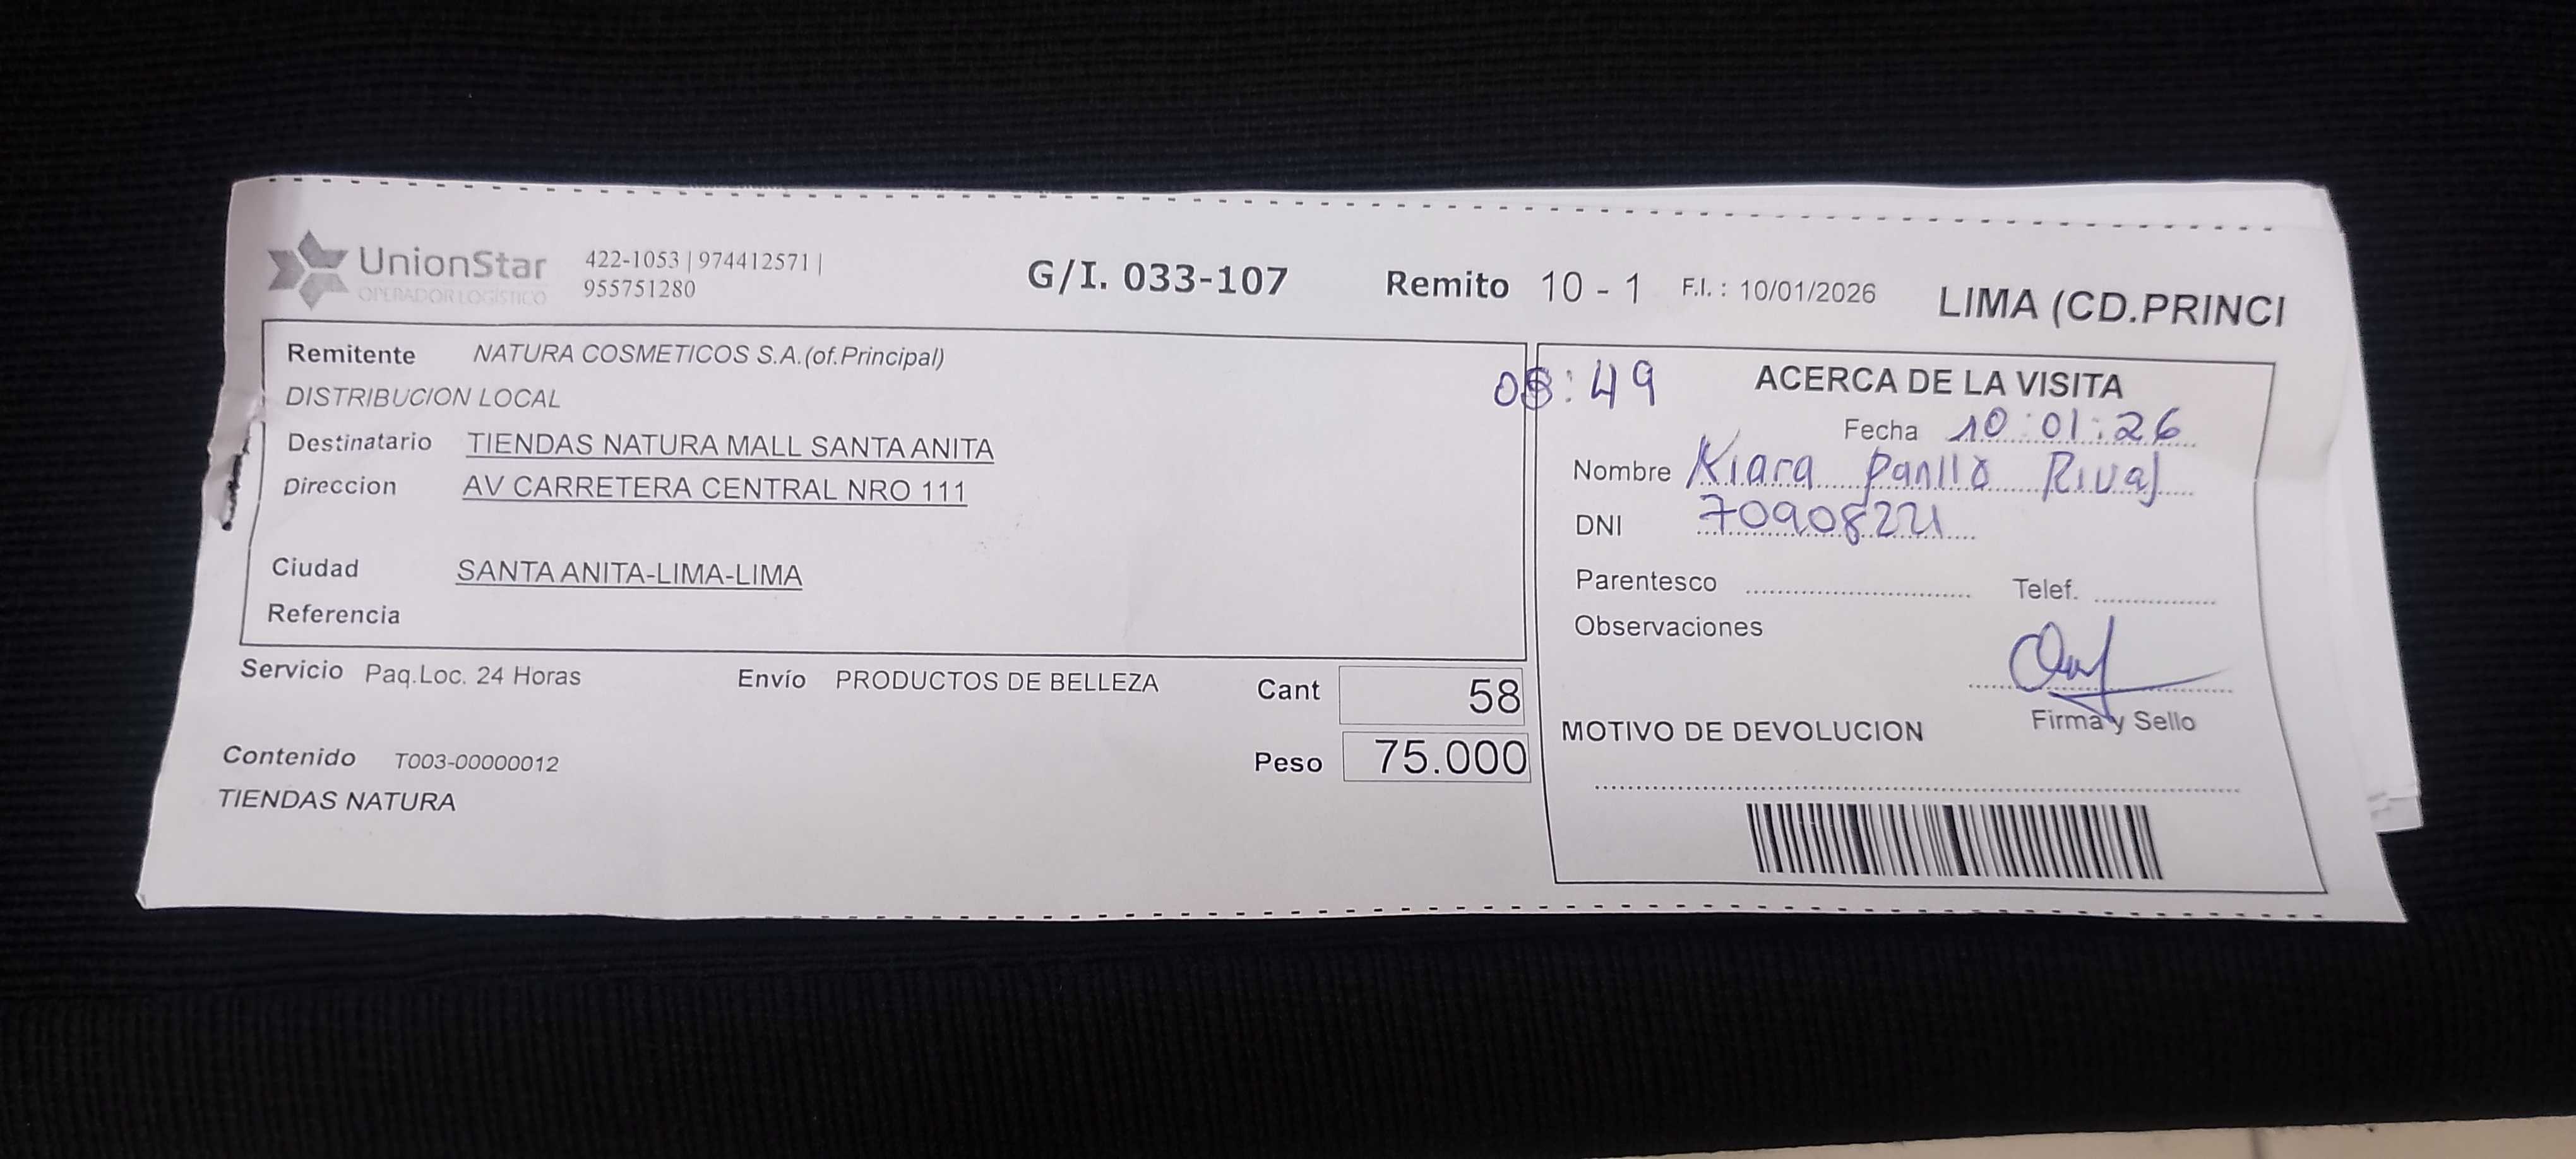 UnionStar
OPERADOR LOGÍSTICO
422-1053 | 974412571 |
955751280
G/I. 033-107
Remito 10 - 1
F.I. : 10/01/2026
LIMA (CD.PRINCI
Remitente NATURA COSMETICOS S.A.(of.Principal)
DISTRIBUCION LOCAL
Destinatario TIENDAS NATURA MALL SANTA ANITA
Direccion AV CARRETERA CENTRAL NRO 111
Ciudad SANTA ANITA-LIMA-LIMA
Referencia
Servicio Paq.Loc. 24 Horas
Envío PRODUCTOS DE BELLEZA
Cant 58
Peso 75.000
Contenido T003-00000012
TIENDAS NATURA
08:49
ACERCA DE LA VISITA
Fecha 10:01:26
Nombre Kiara
DNI 70908221
Parentesco
Telef.
Observaciones
Firma y Sello
MOTIVO DE DEVOLUCION